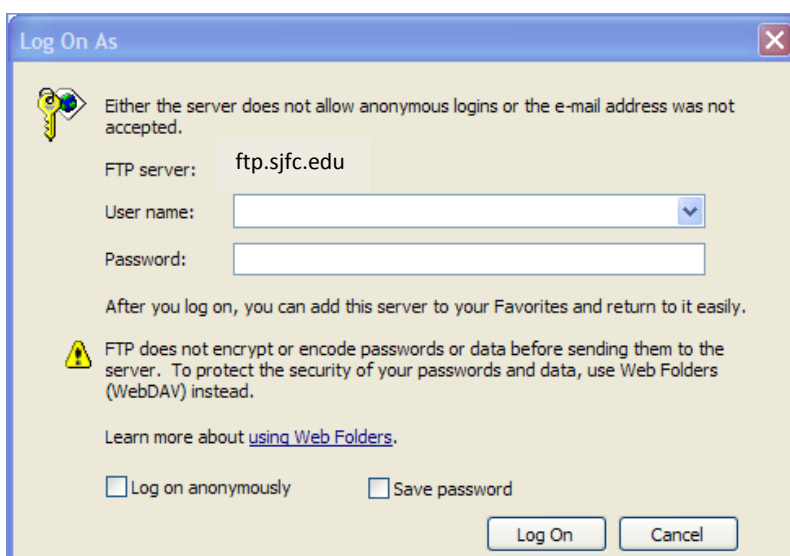 Log On As
Either the server does not allow anonymous logins or the e-mail address was not
accepted.
FTP server: ftp.sjfc.edu
User name:
Password:
After you log on, you can add this server to your Favorites and return to it easily.
FTP does not encrypt or encode passwords or data before sending them to the
server.  To protect the security of your passwords and data, use Web Folders
(WebDAV) instead.
Learn more about using Web Folders.
Log on anonymously Save password
Log On Cancel